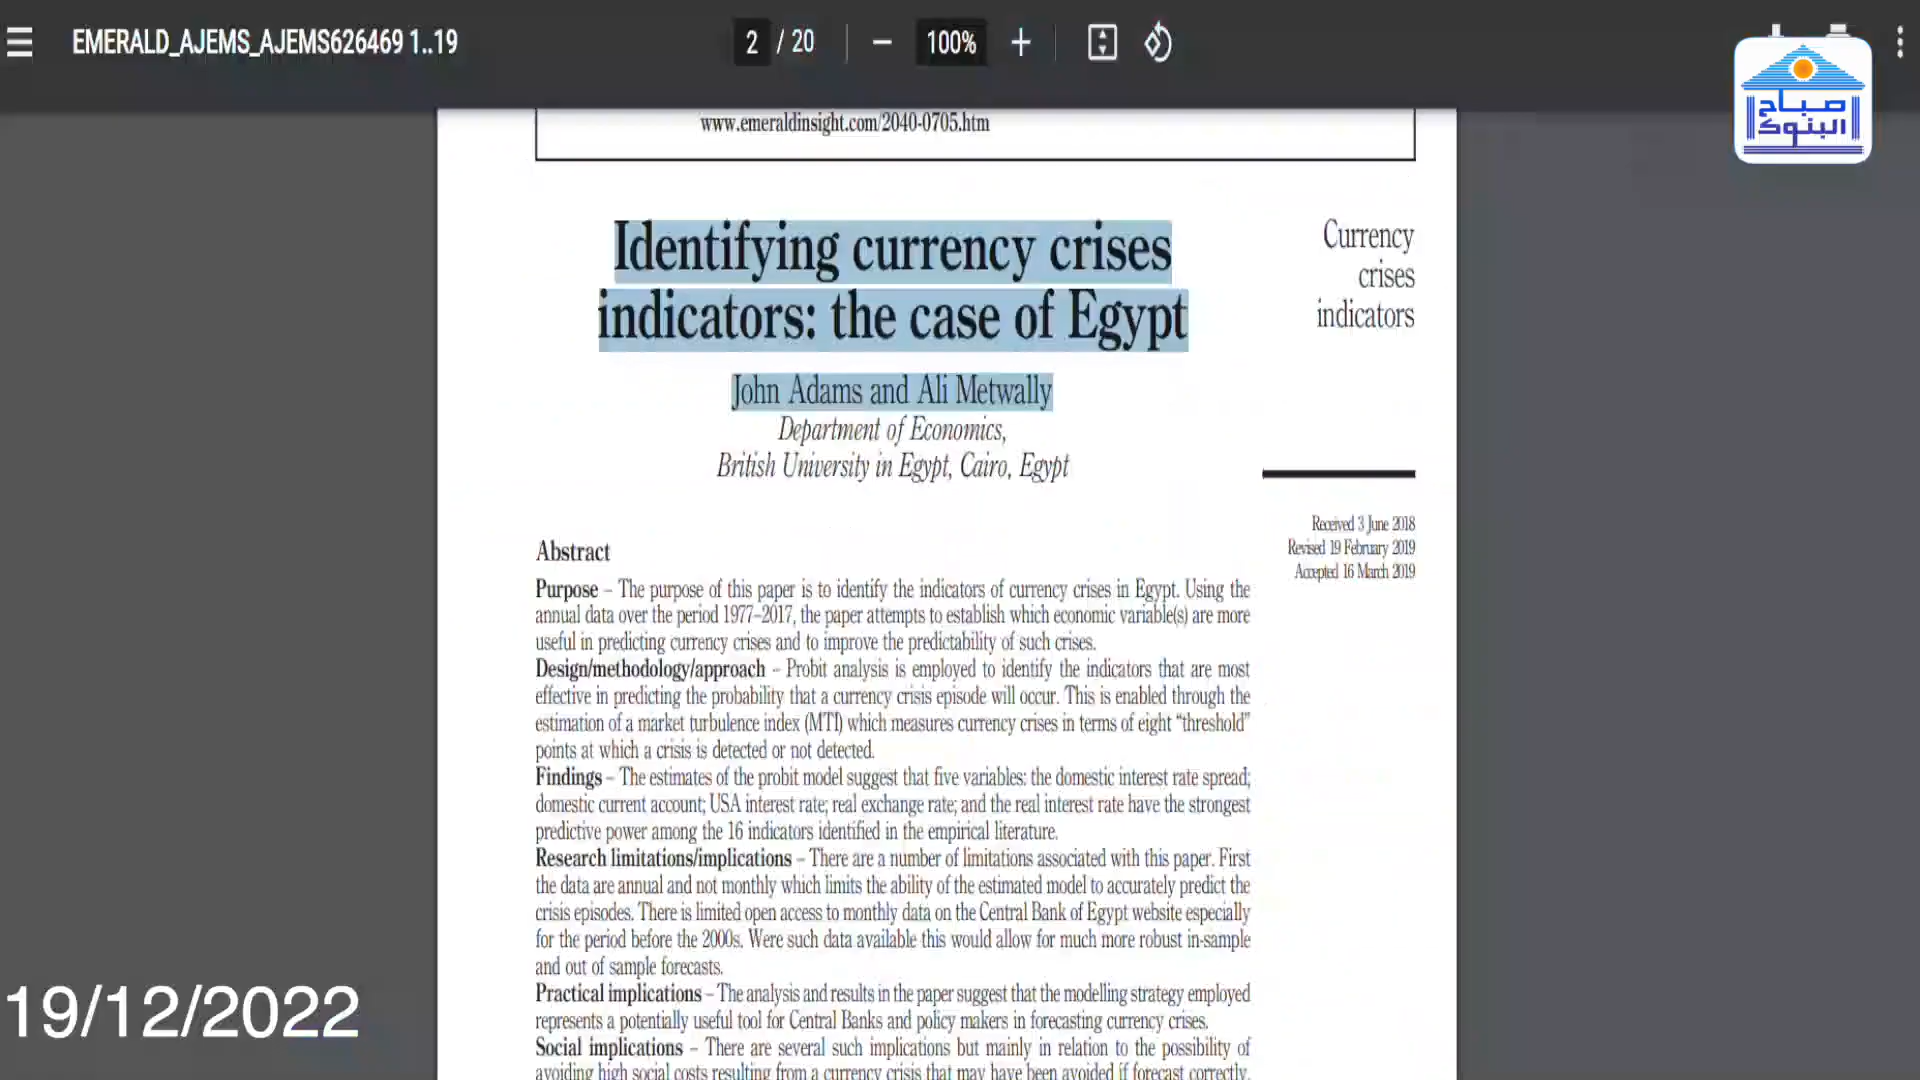 EMERALD_AJEMS_AJEMS626469 1..19
2 / 20
100%
صباح
البنوك
www.emeraldinsight.com/2040-0705.htm
Identifying currency crises
indicators: the case of Egypt
John Adams and Ali Metwally
Department of Economics,
British University in Egypt, Cairo, Egypt
Currency
crises
indicators
Received 3 June 2018
Revised 19 February 2019
Accepted 16 March 2019
Abstract
Purpose – The purpose of this paper is to identify the indicators of currency crises in Egypt. Using the
annual data over the period 1977–2017, the paper attempts to establish which economic variable(s) are more
useful in predicting currency crises and to improve the predictability of such crises.
Design/methodology/approach – Probit analysis is employed to identify the indicators that are most
effective in predicting the probability that a currency crisis episode will occur. This is enabled through the
estimation of a market turbulence index (MTI) which measures currency crises in terms of eight “threshold”
points at which a crisis is detected or not detected.
Findings – The estimates of the probit model suggest that five variables: the domestic interest rate spread;
domestic current account; USA interest rate; real exchange rate; and the real interest rate have the strongest
predictive power among the 16 indicators identified in the empirical literature.
Research limitations/implications – There are a number of limitations associated with this paper. First
the data are annual and not monthly which limits the ability of the estimated model to accurately predict the
crisis episodes. There is limited open access to monthly data on the Central Bank of Egypt website especially
for the period before the 2000s. Were such data available this would allow for much more robust in-sample
and out of sample forecasts.
Practical implications – The analysis and results in the paper suggest that the modelling strategy employed
represents a potentially useful tool for Central Banks and policy makers in forecasting currency crises.
Social implications – There are several such implications but mainly in relation to the possibility of
avoiding high social costs resulting from a currency crisis that may have been avoided if forecast correctly.
19/12/2022